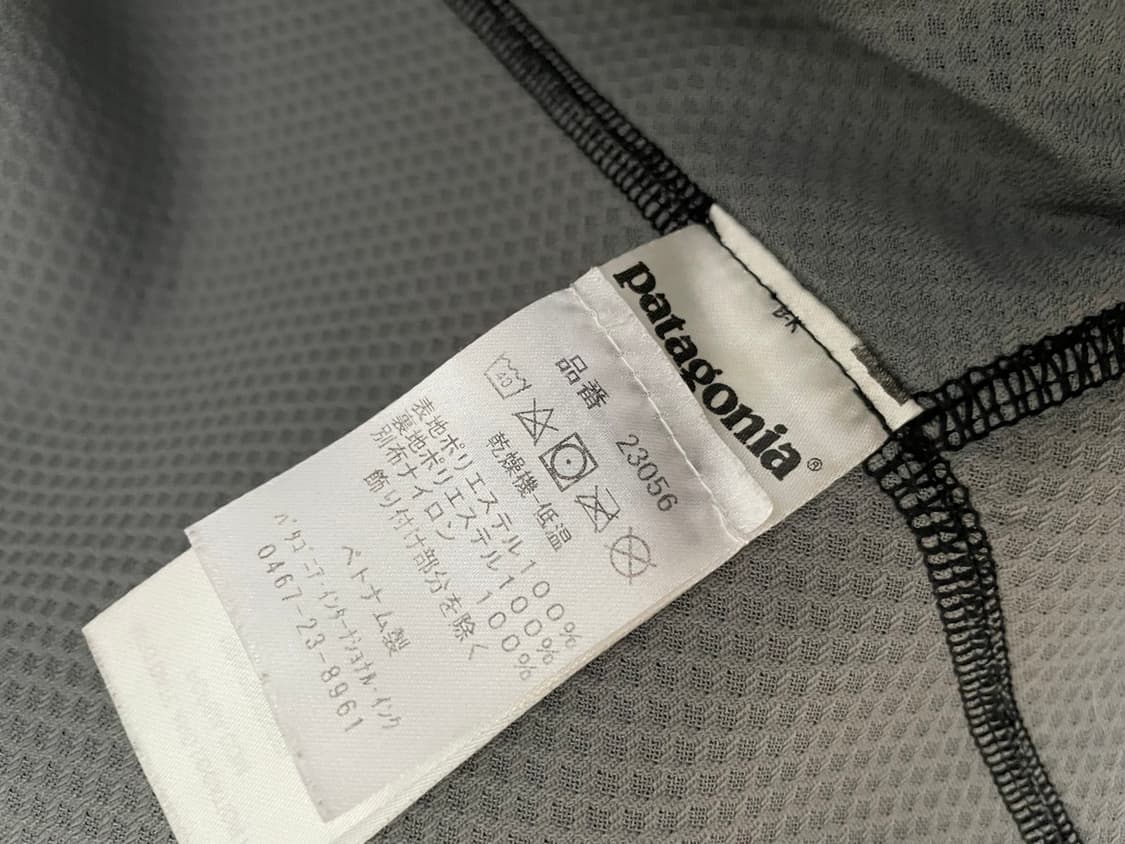 patagonia®
品番 23056
40
乾燥機-低温
表地ポリエステル100%
裏地ポリエステル100%
別布ナイロン 100%
飾り付け部分を除く
ベトナム製
パタゴニア・インターナショナル・インク
0467-23-8961